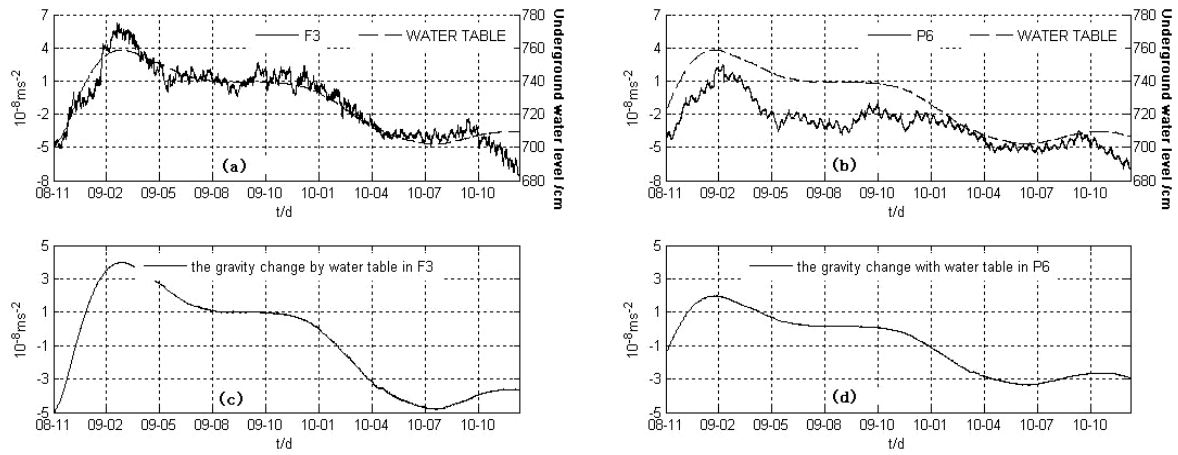 7
4
1
-2
-5
-8
10⁻⁸ms⁻²
F3 WATER TABLE
(a)
780
760
740
720
700
680
Underground water level /cm
08-11 09-02 09-05 09-08 09-10 10-01 10-04 10-07 10-10
t/d
7
4
1
-2
-5
-8
10⁻⁸ms⁻²
P6 WATER TABLE
(b)
780
760
740
720
700
680
Underground water level /cm
08-11 09-02 09-05 09-08 09-10 10-01 10-04 10-07 10-10
t/d
5
3
1
-1
-3
-5
10⁻⁸ms⁻²
the gravity change by water table in F3
(c)
08-11 09-02 09-05 09-08 09-10 10-01 10-04 10-07 10-10
t/d
5
3
1
-1
-3
-5
10⁻⁸ms⁻²
the gravity change with water table in P6
(d)
08-11 09-02 09-05 09-08 09-10 10-01 10-04 10-07 10-10
t/d